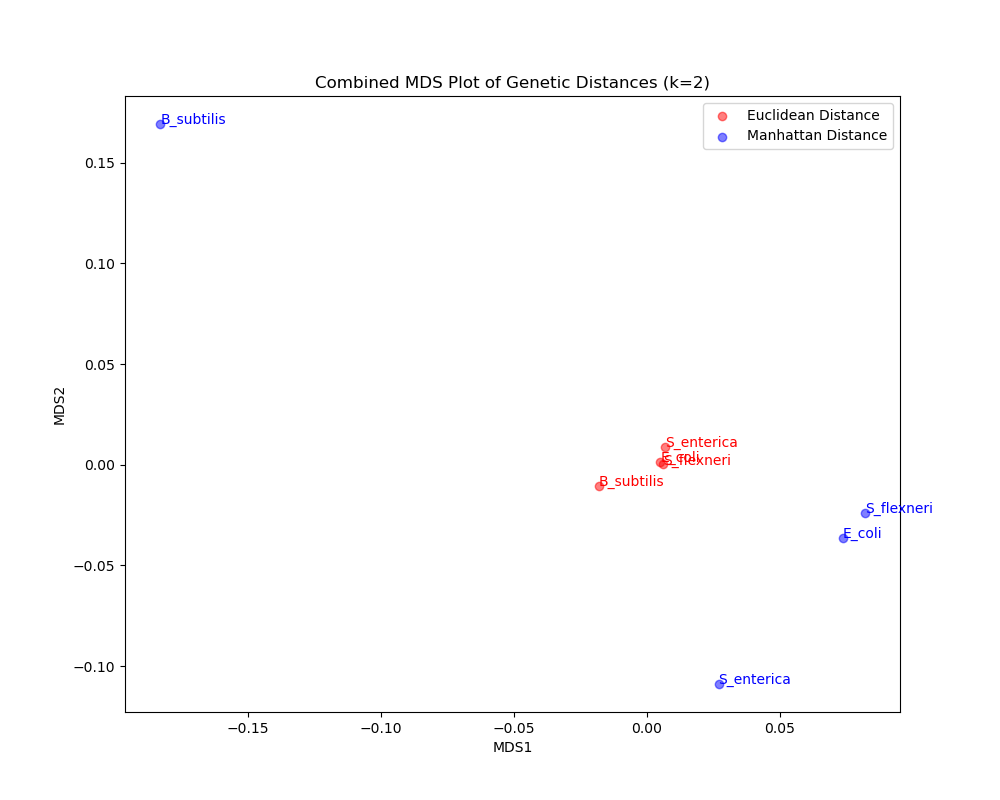 Combined MDS Plot of Genetic Distances (k=2)
Euclidean Distance
Manhattan Distance
B_subtilis
0.15
0.10
0.05
0.00
−0.05
−0.10
MDS2
S_enterica
E_coli
S_flexneri
B_subtilis
S_flexneri
E_coli
S_enterica
−0.15
−0.10
−0.05
0.00
0.05
MDS1